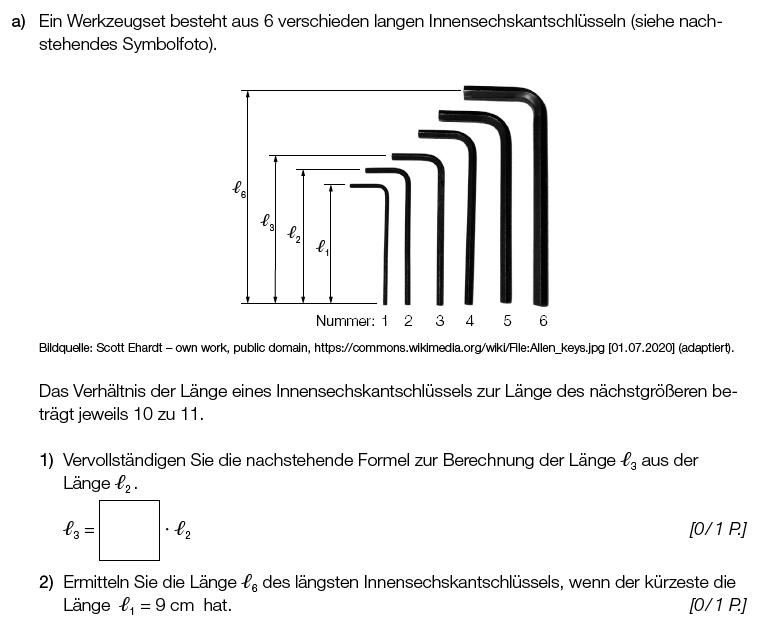 a) Ein Werkzeugset besteht aus 6 verschieden langen Innensechskantschlüsseln (siehe nach-
stehendes Symbolfoto).
ℓ6
ℓ3
ℓ2
ℓ1
Nummer: 1 2 3 4 5 6
Bildquelle: Scott Ehardt – own work, public domain, https://commons.wikimedia.org/wiki/File:Allen_keys.jpg [01.07.2020] (adaptiert).
Das Verhältnis der Länge eines Innensechskantschlüssels zur Länge des nächstgrößeren be-
trägt jeweils 10 zu 11.
1) Vervollständigen Sie die nachstehende Formel zur Berechnung der Länge ℓ3 aus der
Länge ℓ2.
ℓ3 = · ℓ2 [0/1 P.]
2) Ermitteln Sie die Länge ℓ6 des längsten Innensechskantschlüssels, wenn der kürzeste die
Länge ℓ1 = 9 cm hat. [0/1 P.]